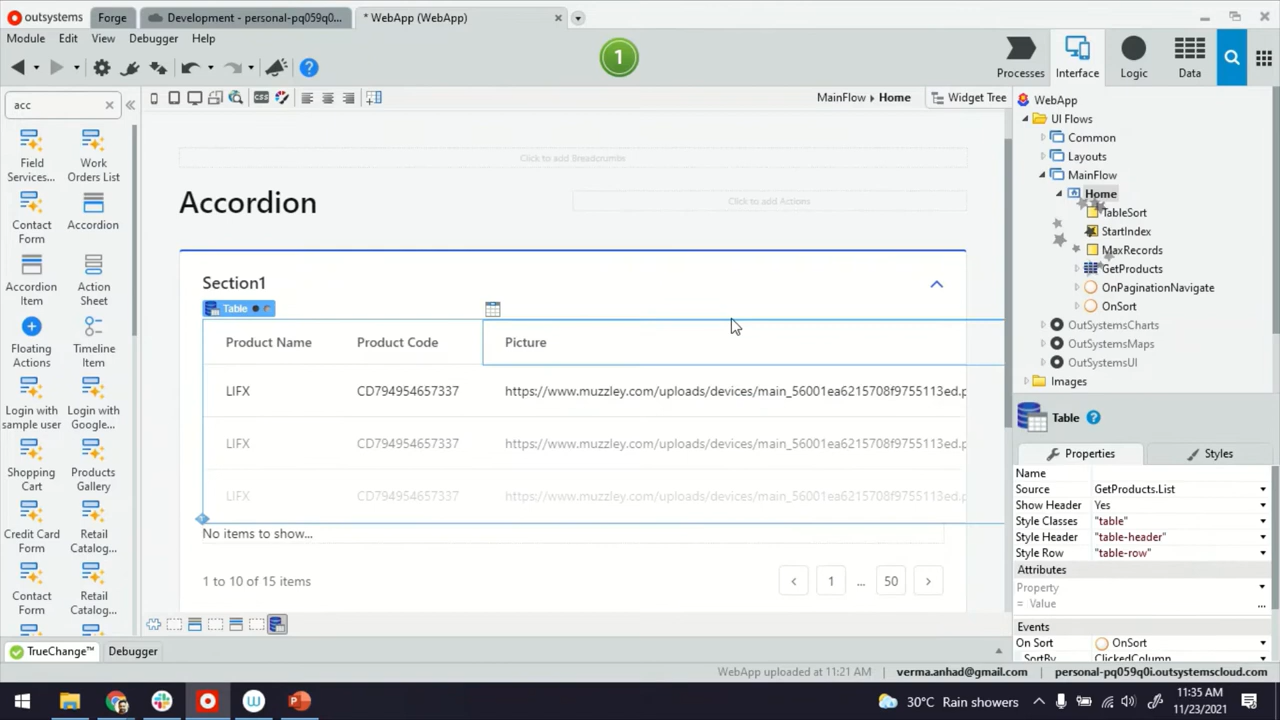 outsystems
Forge
Development - personal-pq059q0...
* WebApp (WebApp)
Module Edit View Debugger Help
1
Processes
Interface
Logic
Data
acc
MainFlow Home
Widget Tree
Field Services...
Work Orders List
Contact Form
Accordion
Accordion Item
Action Sheet
Floating Actions
Timeline Item
Login with sample user
Login with Google...
Shopping Cart
Products Gallery
Credit Card Form
Retail Catalog...
Contact Form
Retail Catalog...
Click to add Breadcrumbs
Accordion
Click to add Actions
Section1
Table
Product Name Product Code Picture
LIFX CD794954657337 https://www.muzzley.com/uploads/devices/main_56001ea6215708f9755113ed.p
LIFX CD794954657337 https://www.muzzley.com/uploads/devices/main_56001ea6215708f9755113ed.p
LIFX CD794954657337 https://www.muzzley.com/uploads/devices/main_56001ea6215708f9755113ed.p
No items to show...
1 to 10 of 15 items
1 ... 50
WebApp
UI Flows
Common
Layouts
MainFlow
Home
TableSort
StartIndex
MaxRecords
GetProducts
OnPaginationNavigate
OnSort
OutSystemsCharts
OutSystemsMaps
OutSystemsUI
Images
Table
Properties
Styles
Name
Source GetProducts.List
Show Header Yes
Style Classes "table"
Style Header "table-header"
Style Row "table-row"
Attributes
Property
= Value ...
Events
On Sort OnSort
SortBy ClickedColumn
TrueChange™ Debugger
WebApp uploaded at 11:21 AM
verma.anhad@gmail.com
personal-pq059q0i.outsystemscloud.com
30°C Rain showers
11:35 AM
11/23/2021